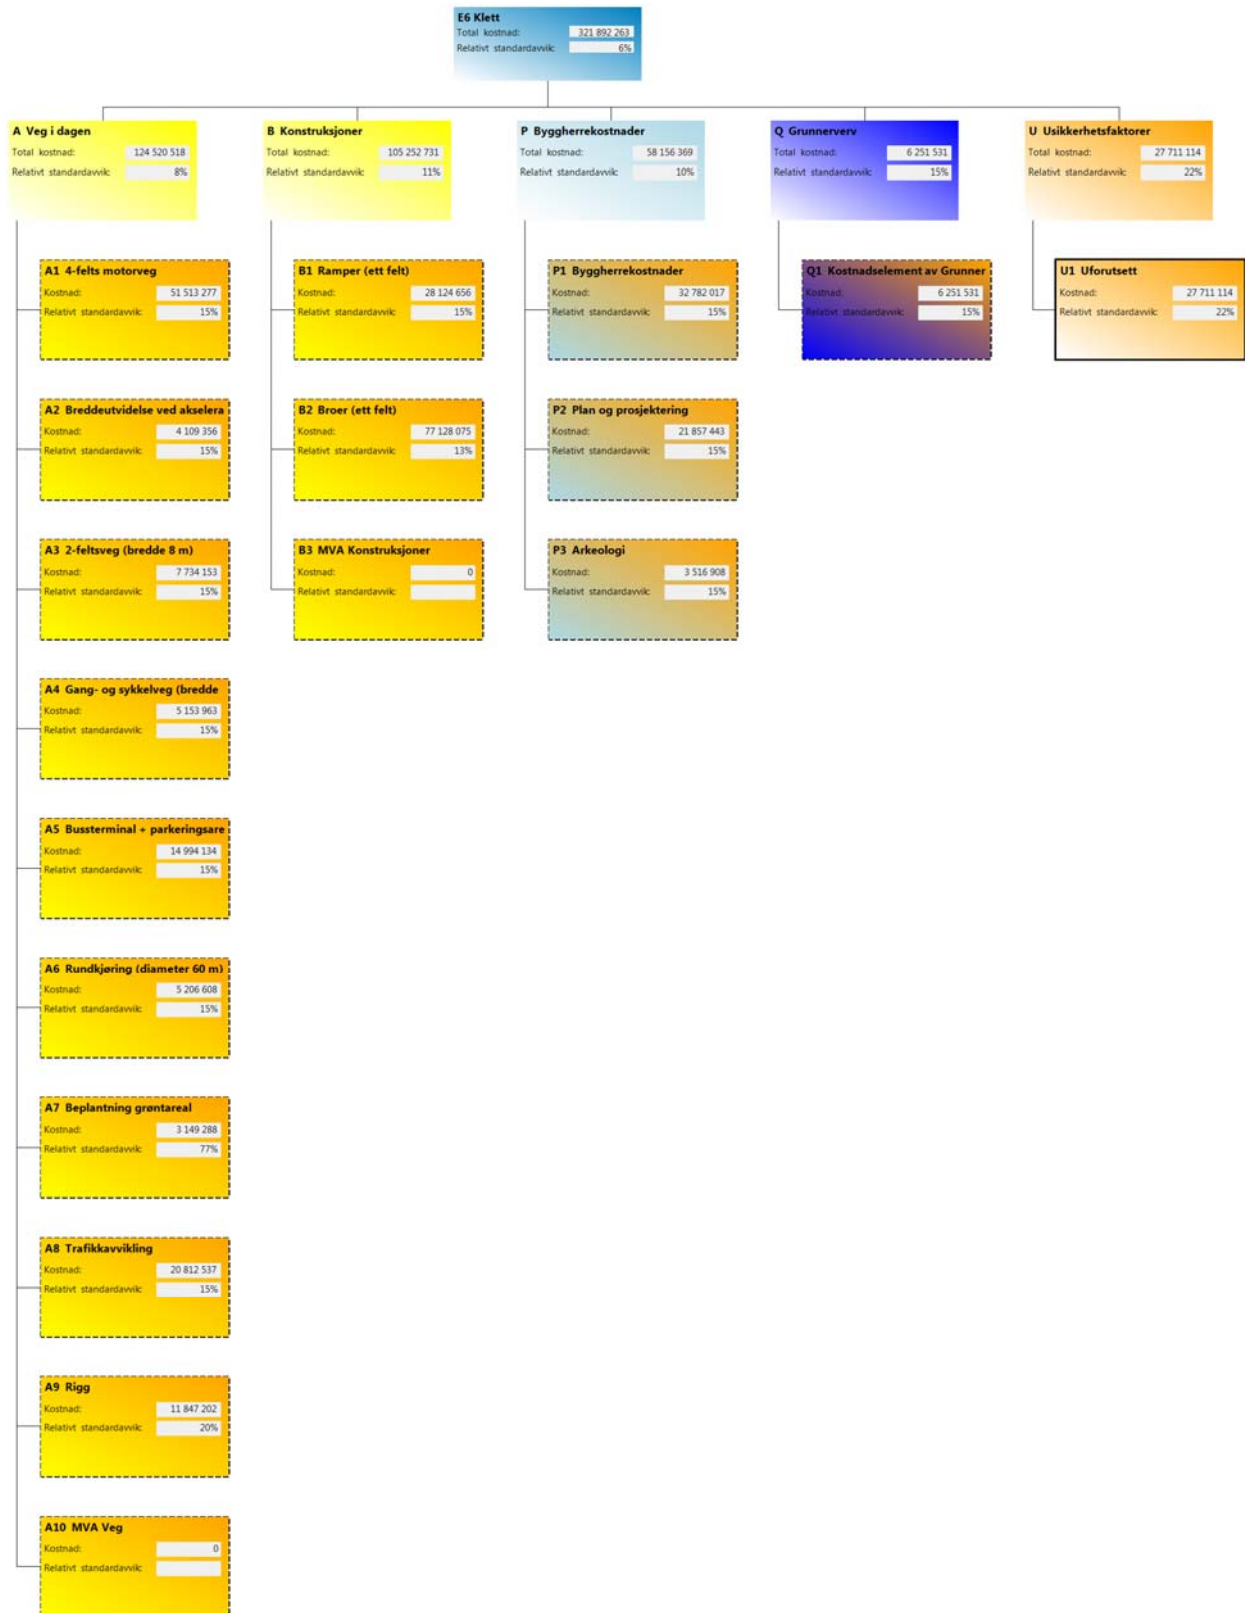 E6 Klett
Total kostnad: 321 892 263
Relativt standardavvik: 6%
A Veg i dagen
Total kostnad: 124 520 518
Relativt standardavvik: 8%
B Konstruksjoner
Total kostnad: 105 252 731
Relativt standardavvik: 11%
P Byggherrekostnader
Total kostnad: 58 156 369
Relativt standardavvik: 10%
Q Grunnerverv
Total kostnad: 6 251 531
Relativt standardavvik: 15%
U Usikkerhetsfaktorer
Total kostnad: 27 711 114
Relativt standardavvik: 22%
A1 4-felts motorveg
Kostnad: 51 513 277
Relativt standardavvik: 15%
B1 Ramper (ett felt)
Kostnad: 28 124 656
Relativt standardavvik: 15%
P1 Byggherrekostnader
Kostnad: 32 782 017
Relativt standardavvik: 15%
Q1 Kostnadselement av Grunner
Kostnad: 6 251 531
Relativt standardavvik: 15%
U1 Uforutsett
Kostnad: 27 711 114
Relativt standardavvik: 22%
A2 Breddeutvidelse ved akselera
Kostnad: 4 109 356
Relativt standardavvik: 15%
B2 Broer (ett felt)
Kostnad: 77 128 075
Relativt standardavvik: 13%
P2 Plan og prosjektering
Kostnad: 21 857 443
Relativt standardavvik: 15%
A3 2-feltsveg (bredde 8 m)
Kostnad: 7 734 153
Relativt standardavvik: 15%
B3 MVA Konstruksjoner
Kostnad: 0
Relativt standardavvik:
P3 Arkeologi
Kostnad: 3 516 908
Relativt standardavvik: 15%
A4 Gang- og sykkelveg (bredde
Kostnad: 5 153 963
Relativt standardavvik: 15%
A5 Bussterminal + parkeringsare
Kostnad: 14 994 134
Relativt standardavvik: 15%
A6 Rundkjøring (diameter 60 m)
Kostnad: 5 206 608
Relativt standardavvik: 15%
A7 Beplantning grøntareal
Kostnad: 3 149 288
Relativt standardavvik: 77%
A8 Trafikkavvikling
Kostnad: 20 812 537
Relativt standardavvik: 15%
A9 Rigg
Kostnad: 11 847 202
Relativt standardavvik: 20%
A10 MVA Veg
Kostnad: 0
Relativt standardavvik: